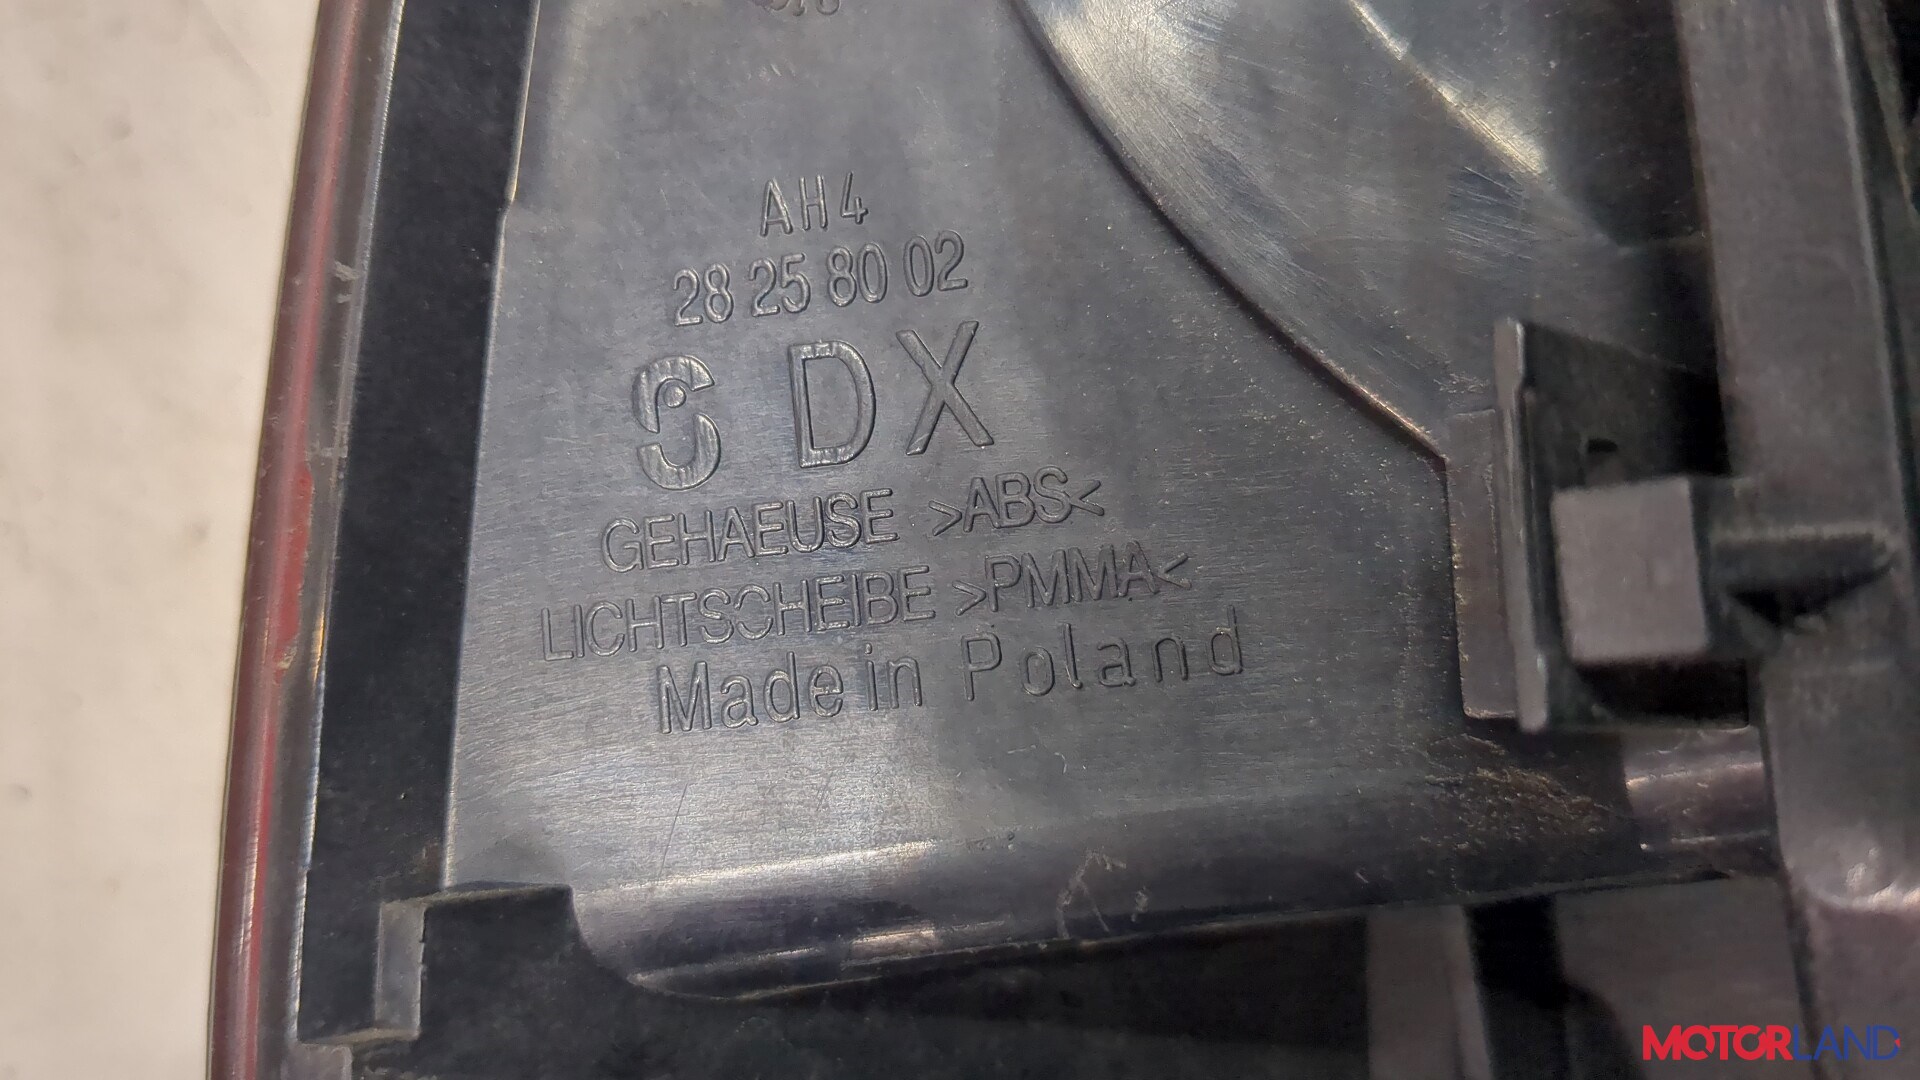 AH4
28 25 80 02
DX
GEHAEUSE >ABS<
LICHTSCHEIBE >PMMA<
Made in Poland
MOTORLAND